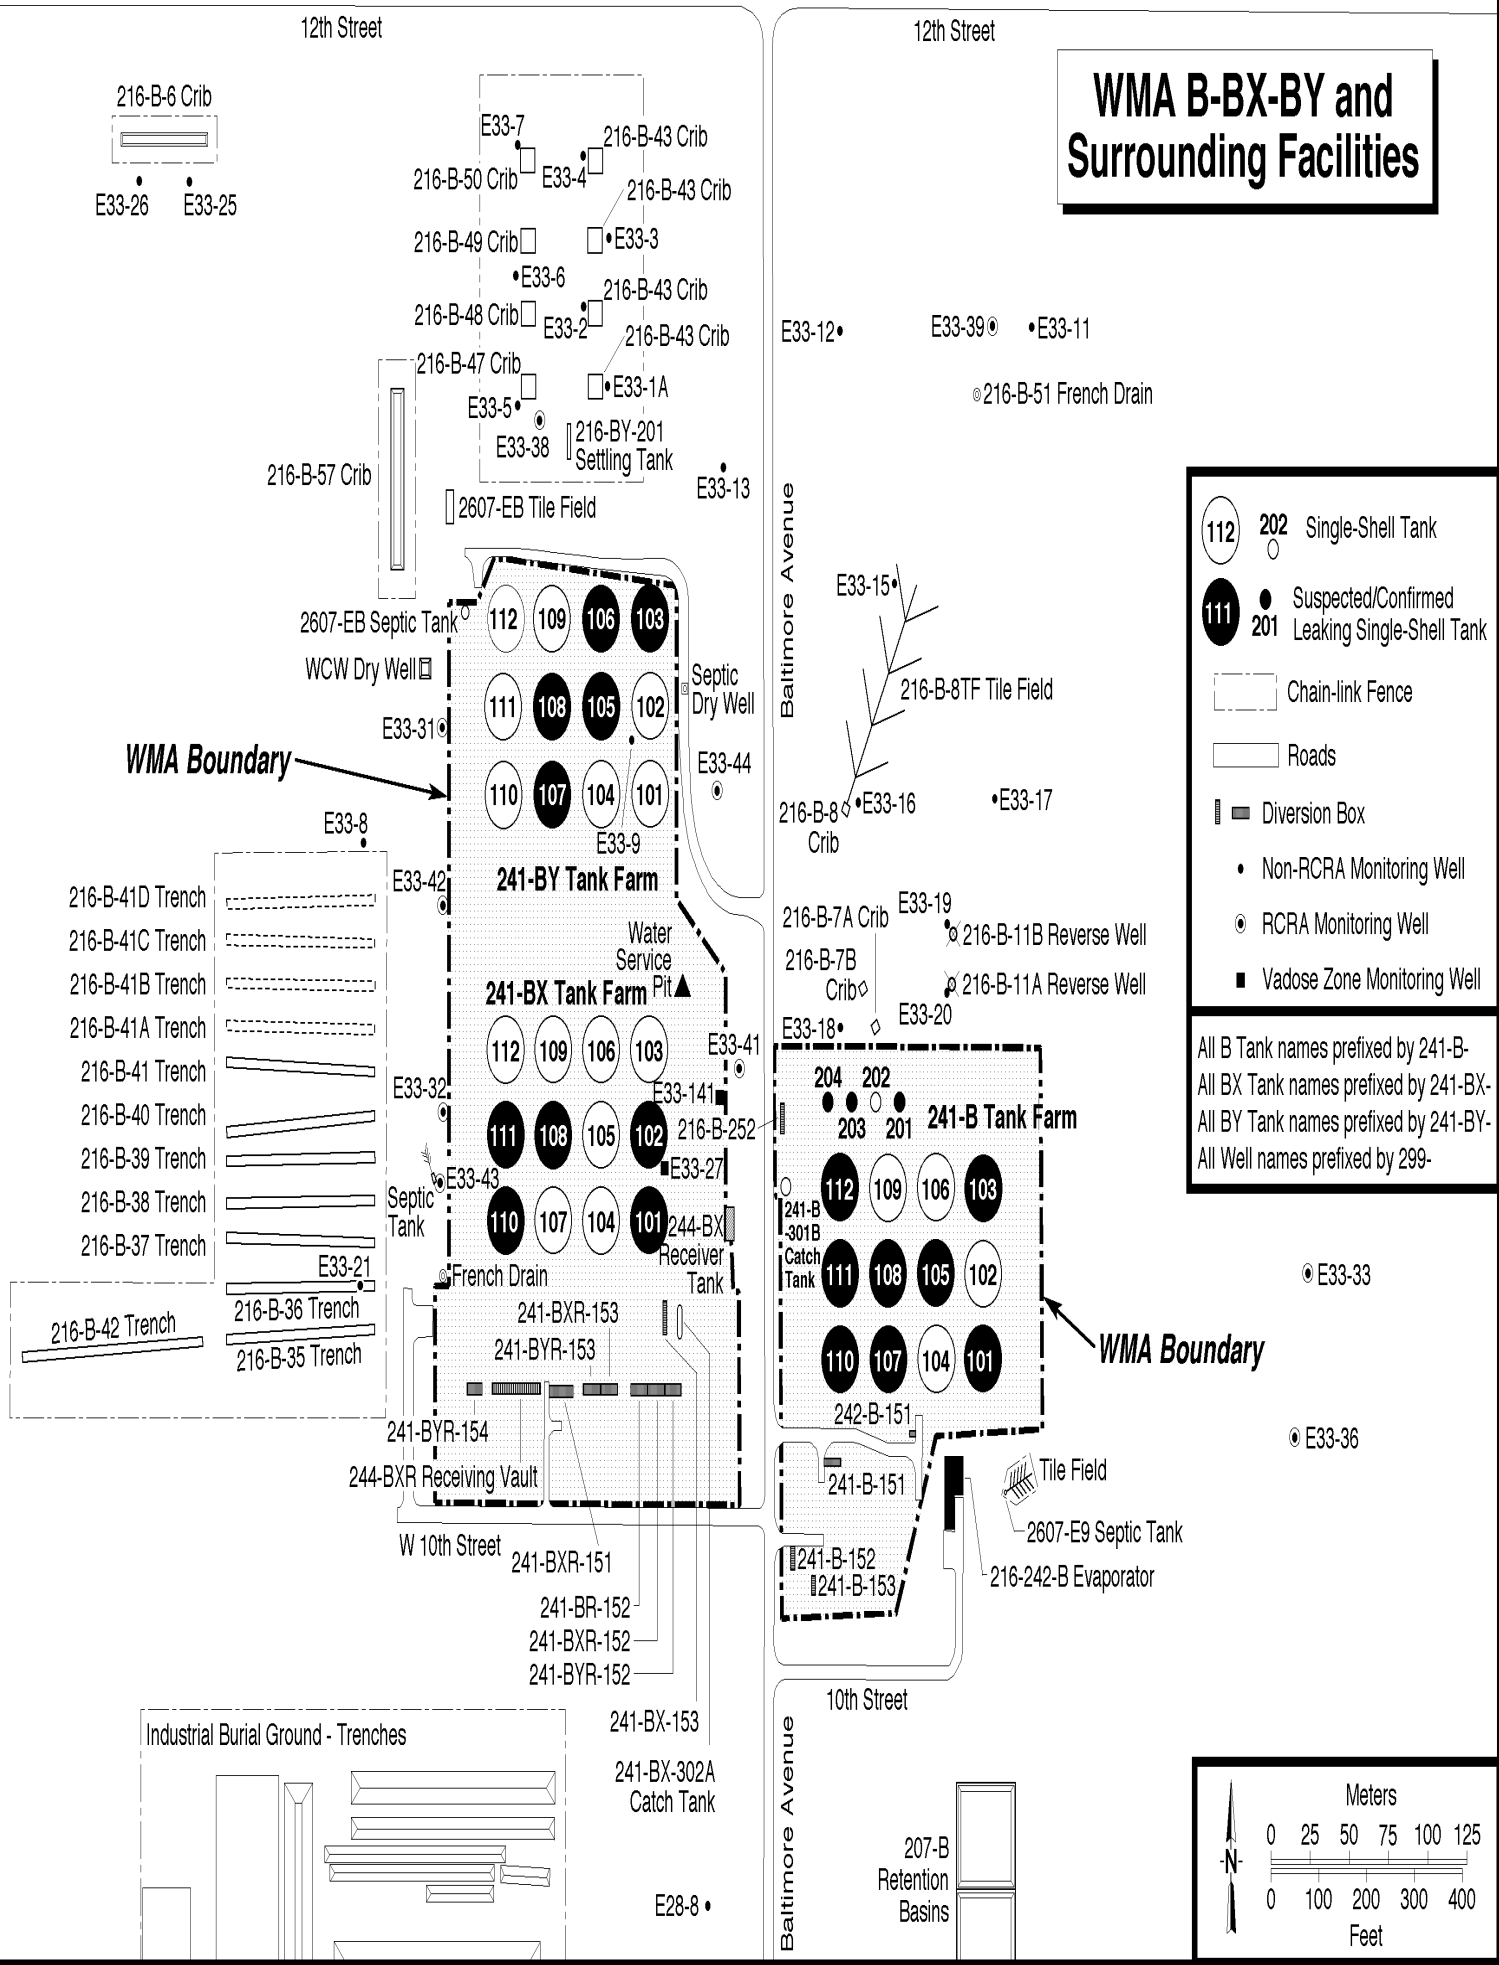 12th Street
12th Street
WMA B-BX-BY and
Surrounding Facilities
216-B-6 Crib
E33-26
E33-25
E33-7
216-B-43 Crib
216-B-50 Crib
E33-4
216-B-43 Crib
216-B-49 Crib
E33-3
E33-6
216-B-43 Crib
216-B-48 Crib
E33-2
216-B-43 Crib
216-B-47 Crib
E33-1A
E33-5
E33-38
216-BY-201
Settling Tank
216-B-57 Crib
2607-EB Tile Field
E33-13
E33-12
E33-39
E33-11
216-B-51 French Drain
Baltimore Avenue
E33-15
216-B-8TF Tile Field
216-B-8
Crib
E33-16
E33-17
112
202
Single-Shell Tank
111
201
Suspected/Confirmed
Leaking Single-Shell Tank
Chain-link Fence
Roads
Diversion Box
Non-RCRA Monitoring Well
RCRA Monitoring Well
Vadose Zone Monitoring Well
All B Tank names prefixed by 241-B-
All BX Tank names prefixed by 241-BX-
All BY Tank names prefixed by 241-BY-
All Well names prefixed by 299-
2607-EB Septic Tank
WCW Dry Well
E33-31
WMA Boundary
112
109
106
103
111
108
105
102
110
107
104
101
Septic
Dry Well
E33-44
E33-9
241-BY Tank Farm
E33-8
E33-42
216-B-41D Trench
216-B-41C Trench
216-B-41B Trench
216-B-41A Trench
216-B-41 Trench
216-B-40 Trench
216-B-39 Trench
216-B-38 Trench
216-B-37 Trench
E33-21
216-B-36 Trench
216-B-42 Trench
216-B-35 Trench
Water
Service
Pit
241-BX Tank Farm
112
109
106
103
E33-41
E33-32
E33-141
216-B-252
111
108
105
102
E33-27
E33-43
Septic
Tank
110
107
104
101
244-BX
Receiver
Tank
French Drain
241-BXR-153
241-BYR-153
241-BYR-154
244-BXR Receiving Vault
W 10th Street
241-BXR-151
241-BR-152
241-BXR-152
241-BYR-152
241-BX-153
241-BX-302A
Catch Tank
216-B-7A Crib
E33-19
216-B-11B Reverse Well
216-B-7B
Crib
216-B-11A Reverse Well
E33-20
E33-18
204
202
203
201
241-B Tank Farm
112
109
106
103
241-B
-301B
Catch
Tank
111
108
105
102
110
107
104
101
E33-33
WMA Boundary
E33-36
242-B-151
241-B-151
Tile Field
2607-E9 Septic Tank
216-242-B Evaporator
241-B-152
241-B-153
10th Street
Baltimore Avenue
Industrial Burial Ground - Trenches
E28-8
207-B
Retention
Basins
-N-
Meters
0 25 50 75 100 125
0 100 200 300 400
Feet